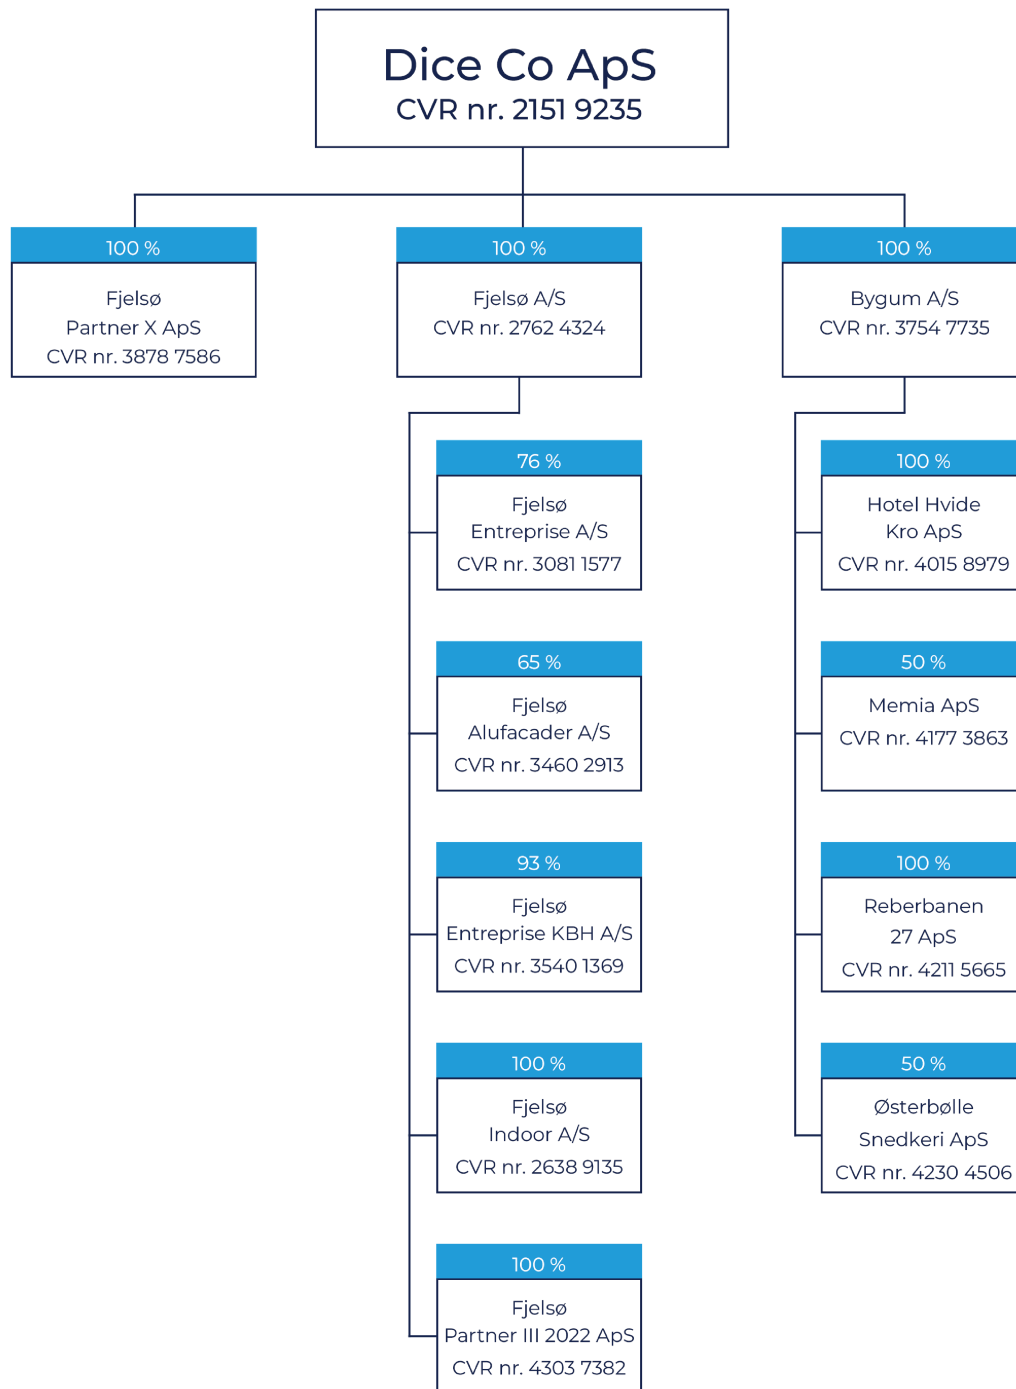 Dice Co ApS
CVR nr. 2151 9235
100 %
Fjelsø
Partner X ApS
CVR nr. 3878 7586
100 %
Fjelsø A/S
CVR nr. 2762 4324
100 %
Bygum A/S
CVR nr. 3754 7735
76 %
Fjelsø
Entreprise A/S
CVR nr. 3081 1577
65 %
Fjelsø
Alufacader A/S
CVR nr. 3460 2913
93 %
Fjelsø
Entreprise KBH A/S
CVR nr. 3540 1369
100 %
Fjelsø
Indoor A/S
CVR nr. 2638 9135
100 %
Fjelsø
Partner III 2022 ApS
CVR nr. 4303 7382
100 %
Hotel Hvide
Kro ApS
CVR nr. 4015 8979
50 %
Memia ApS
CVR nr. 4177 3863
100 %
Reberbanen
27 ApS
CVR nr. 4211 5665
50 %
Østerbølle
Snedkeri ApS
CVR nr. 4230 4506